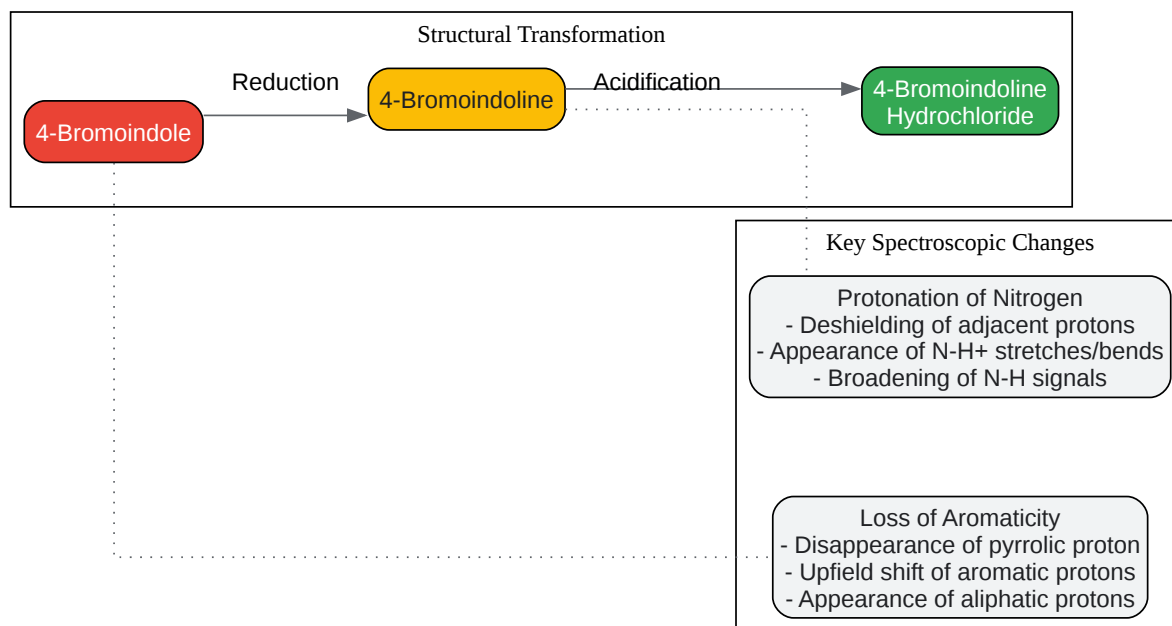 Structural Transformation
Reduction
Acidification
4-Bromoindole
4-Bromoindoline
4-Bromoindoline
Hydrochloride
Key Spectroscopic Changes
Protonation of Nitrogen
- Deshielding of adjacent protons
- Appearance of N-H+ stretches/bends
- Broadening of N-H signals
Loss of Aromaticity
- Disappearance of pyrrolic proton
- Upfield shift of aromatic protons
- Appearance of aliphatic protons